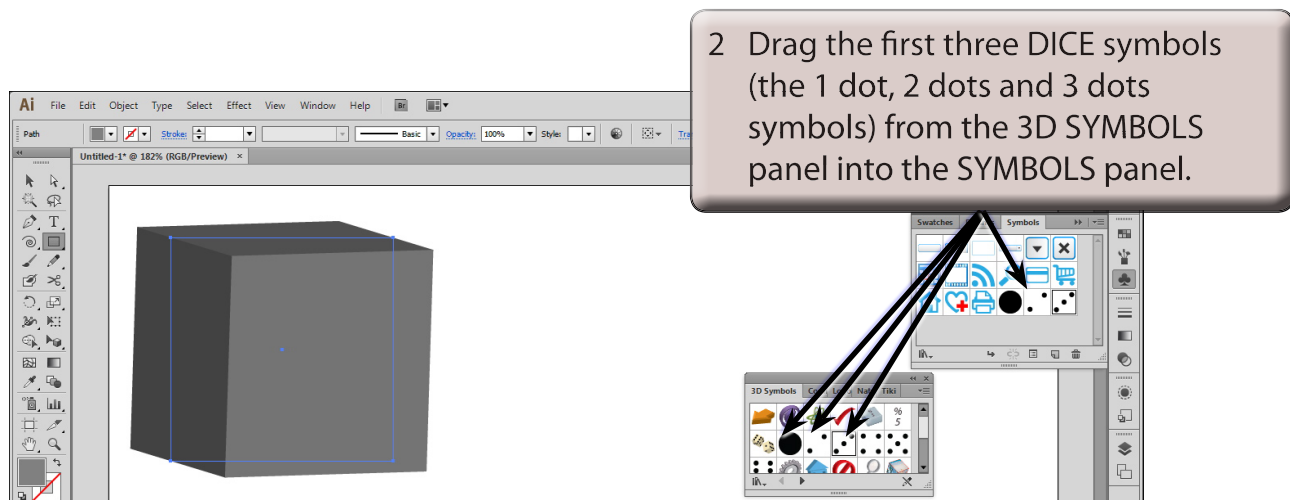 2 Drag the first three DICE symbols
(the 1 dot, 2 dots and 3 dots
symbols) from the 3D SYMBOLS
panel into the SYMBOLS panel.
Ai File Edit Object Type Select Effect View Window Help Br
Path Stroke: Basic Opacity: 100% Style:
Untitled-1* @ 182% (RGB/Preview) ×
Swatches Symbols
3D Symbols Tiki
%
5